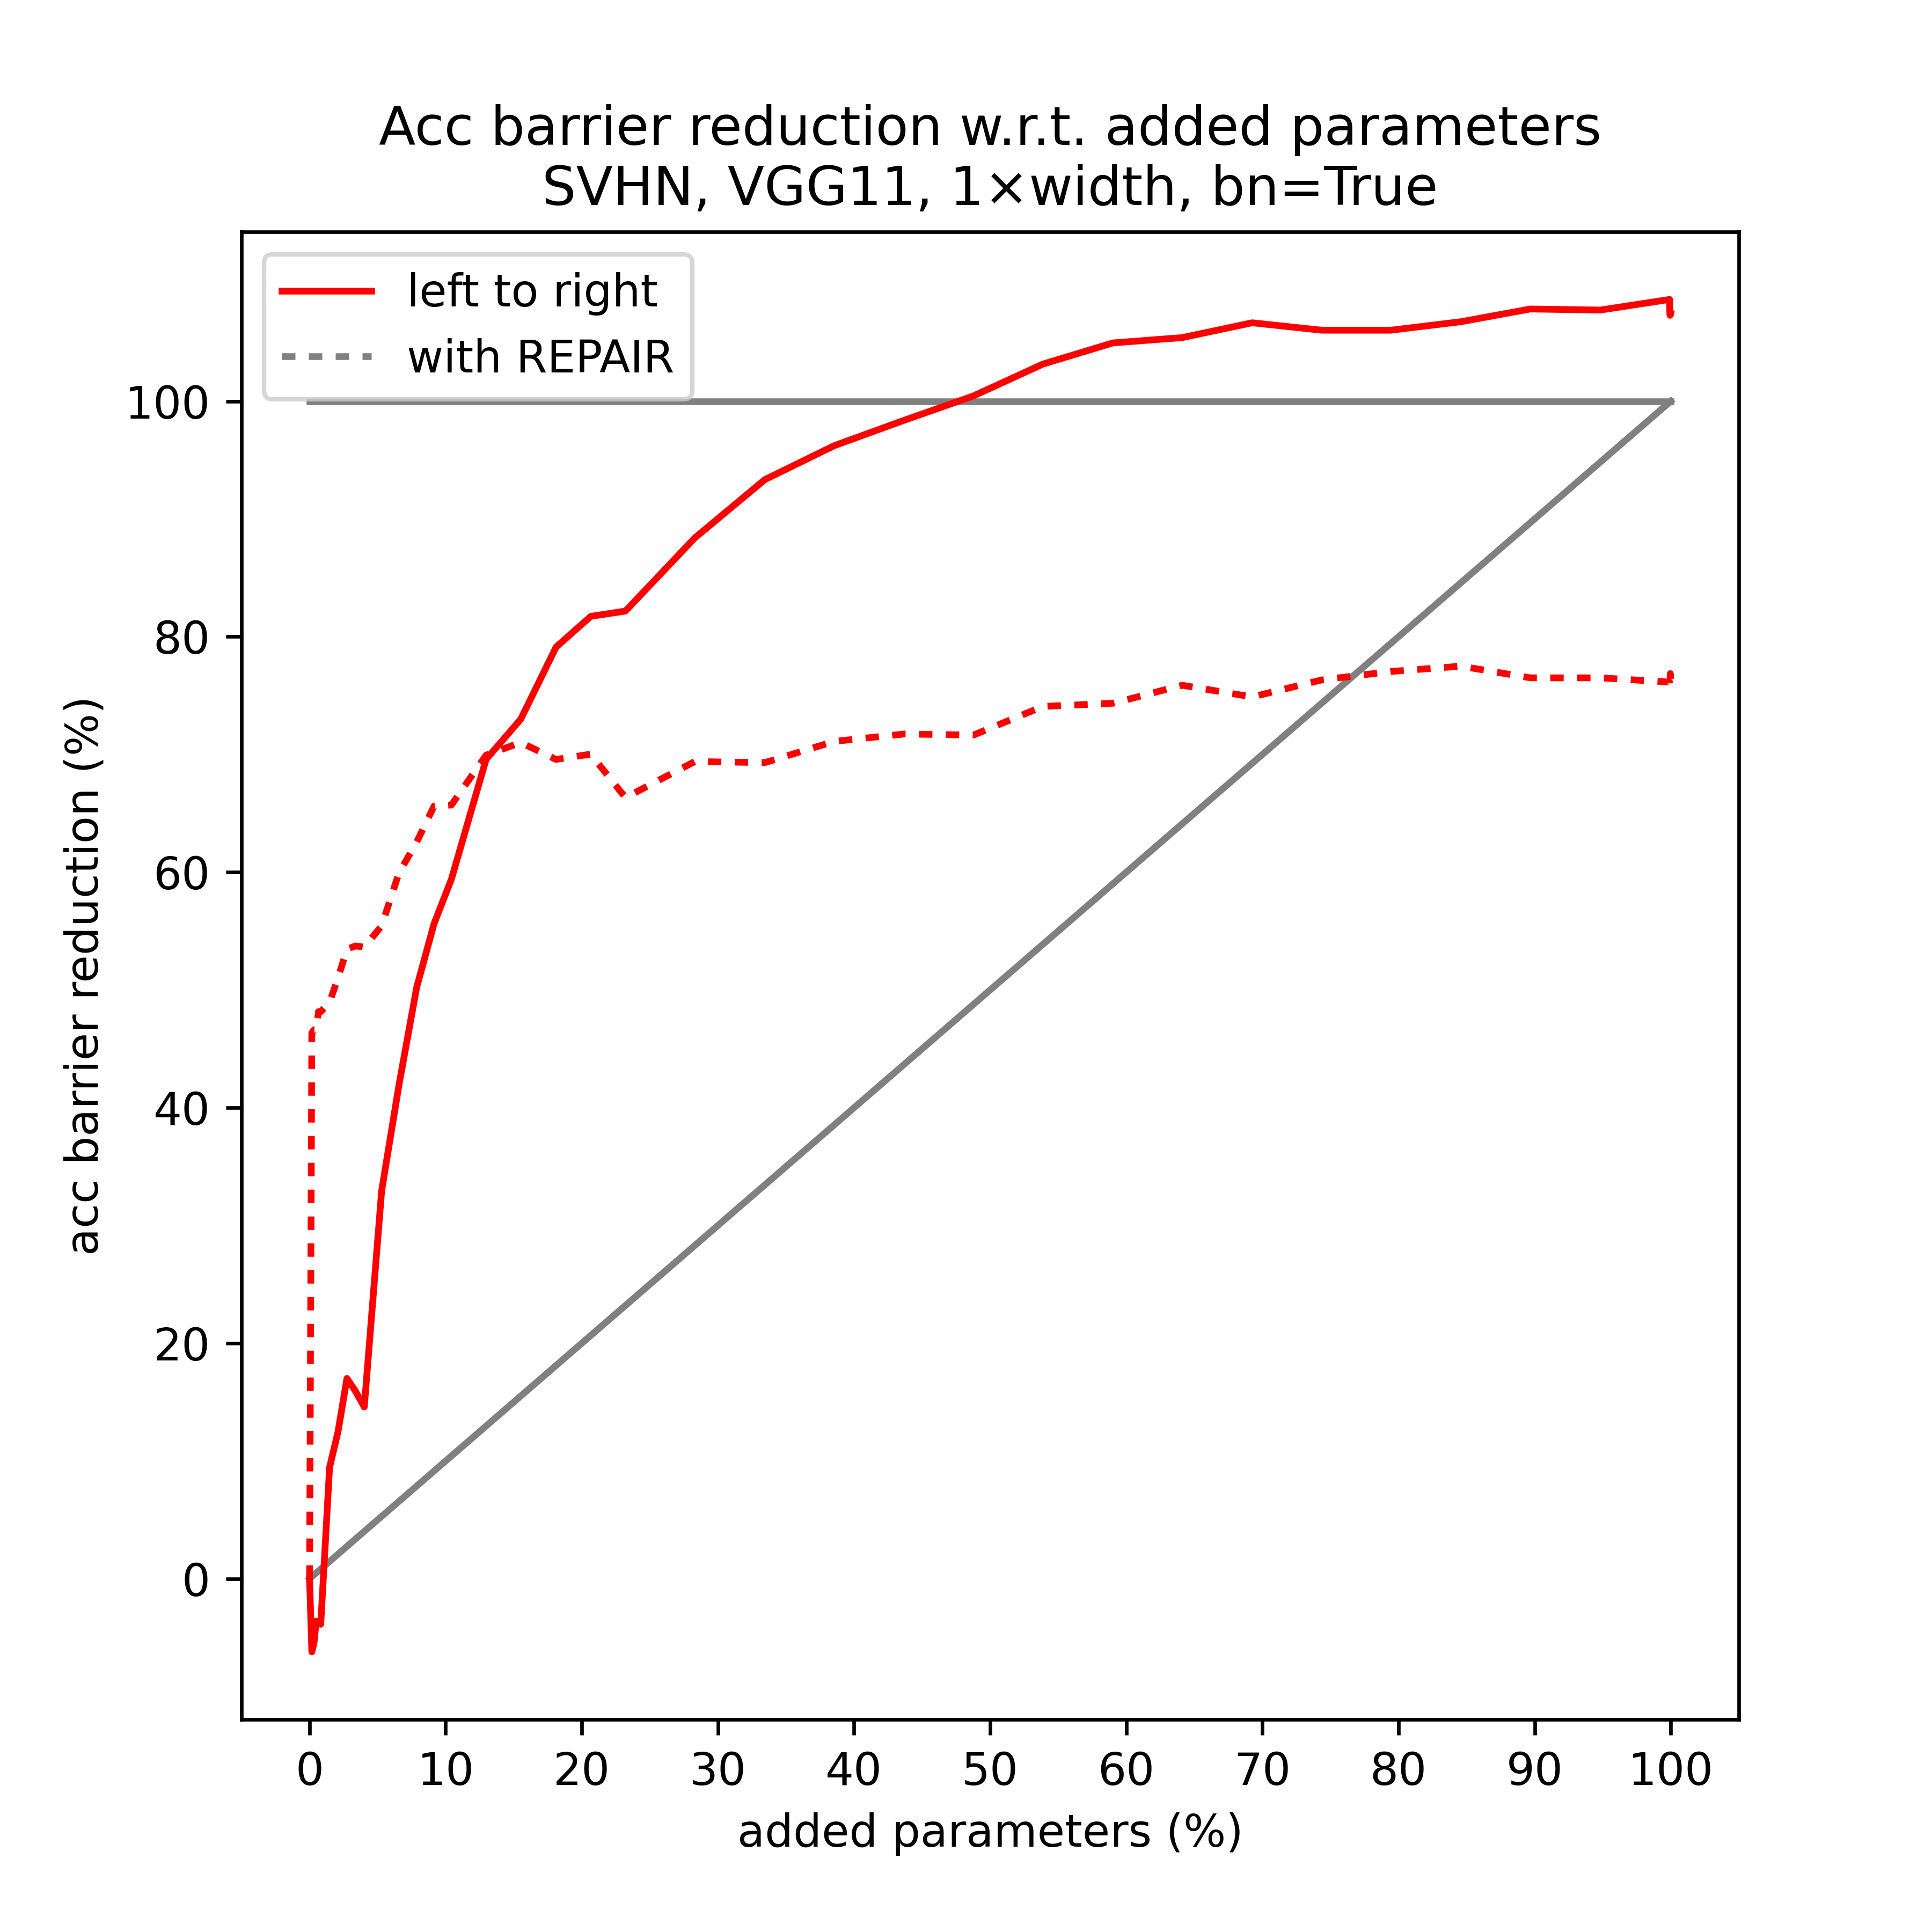 Acc barrier reduction w.r.t. added parameters
SVHN, VGG11, 1×width, bn=True
left to right
with REPAIR
acc barrier reduction (%)
100
80
60
40
20
0
0 10 20 30 40 50 60 70 80 90 100
added parameters (%)